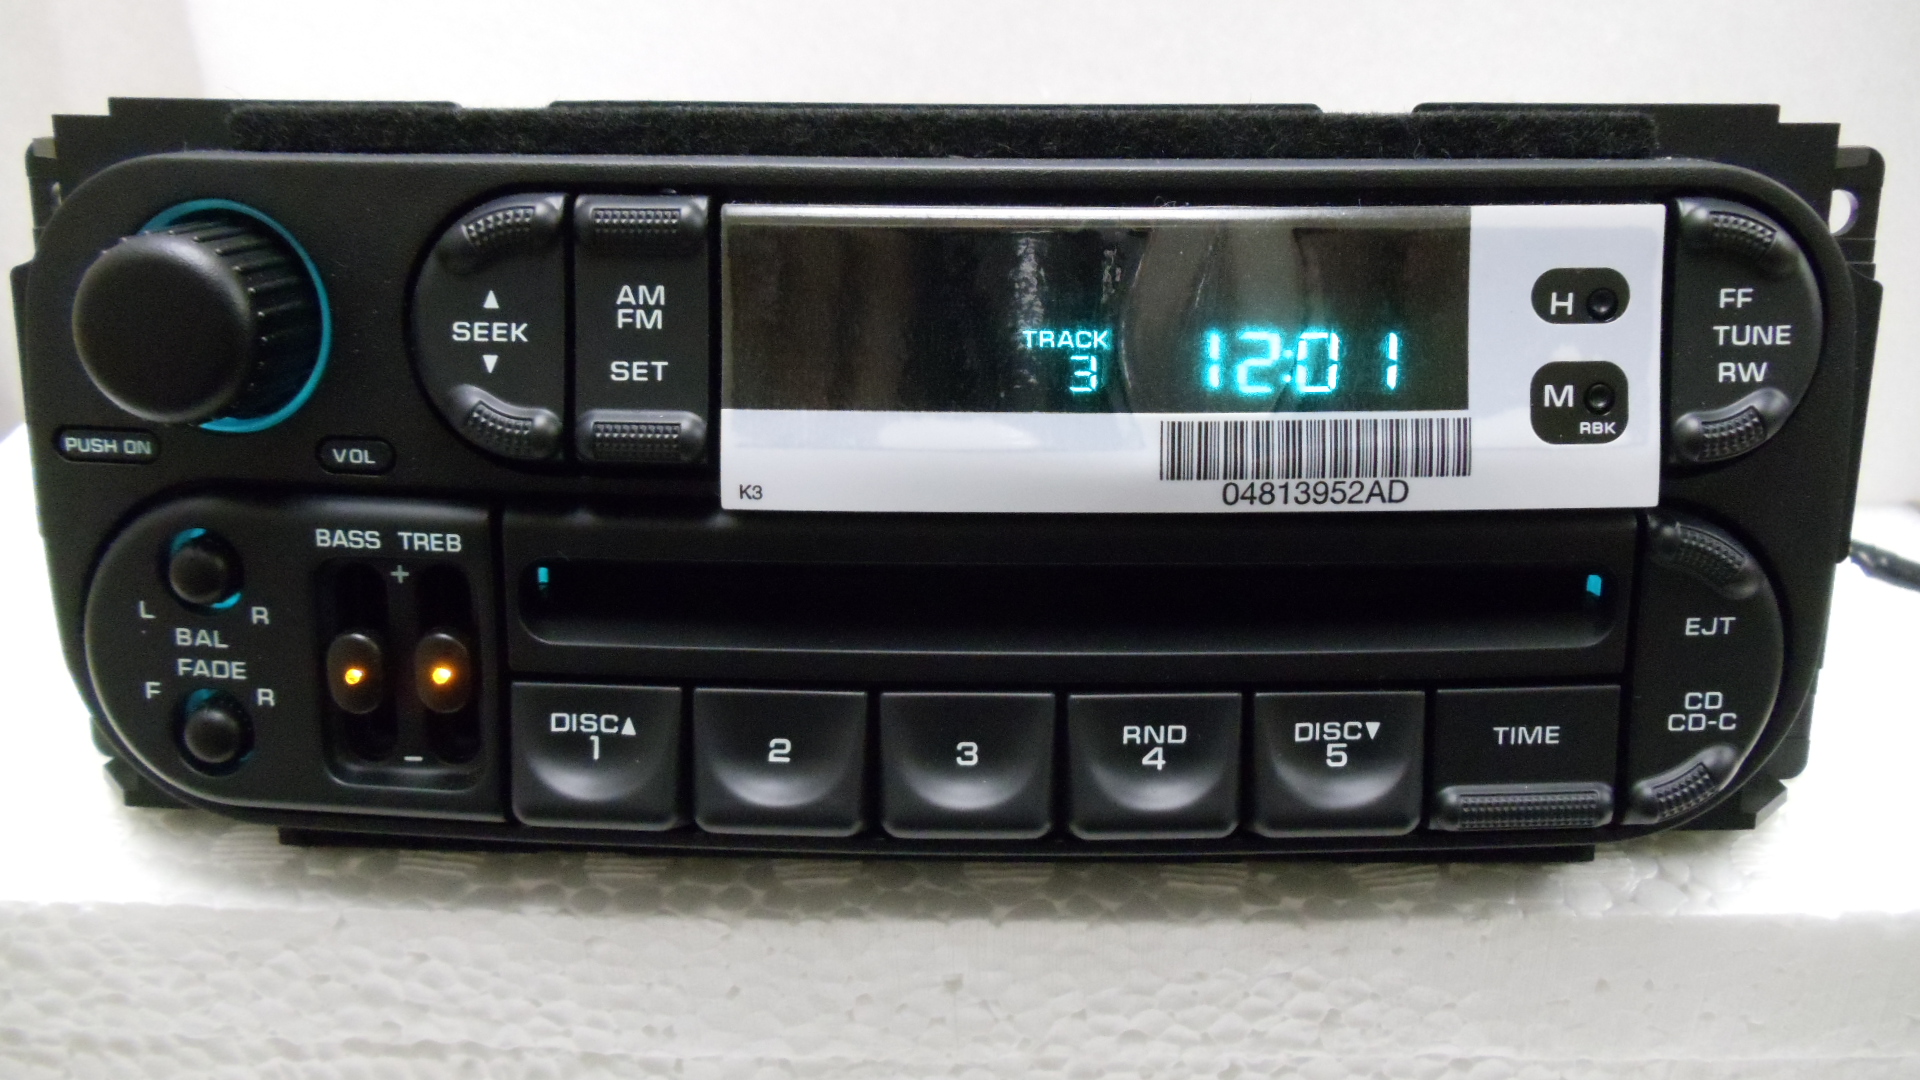 PUSH ON
VOL
▲
SEEK
▼
AM
FM
SET
TRACK
3
12:01
H
M
RBK
K3
04813952AD
FF
TUNE
RW
BASS TREB
+
−
L R
BAL
FADE
F R
DISC▲
1
2
3
RND
4
DISC▼
5
TIME
EJT
CD
CD-C